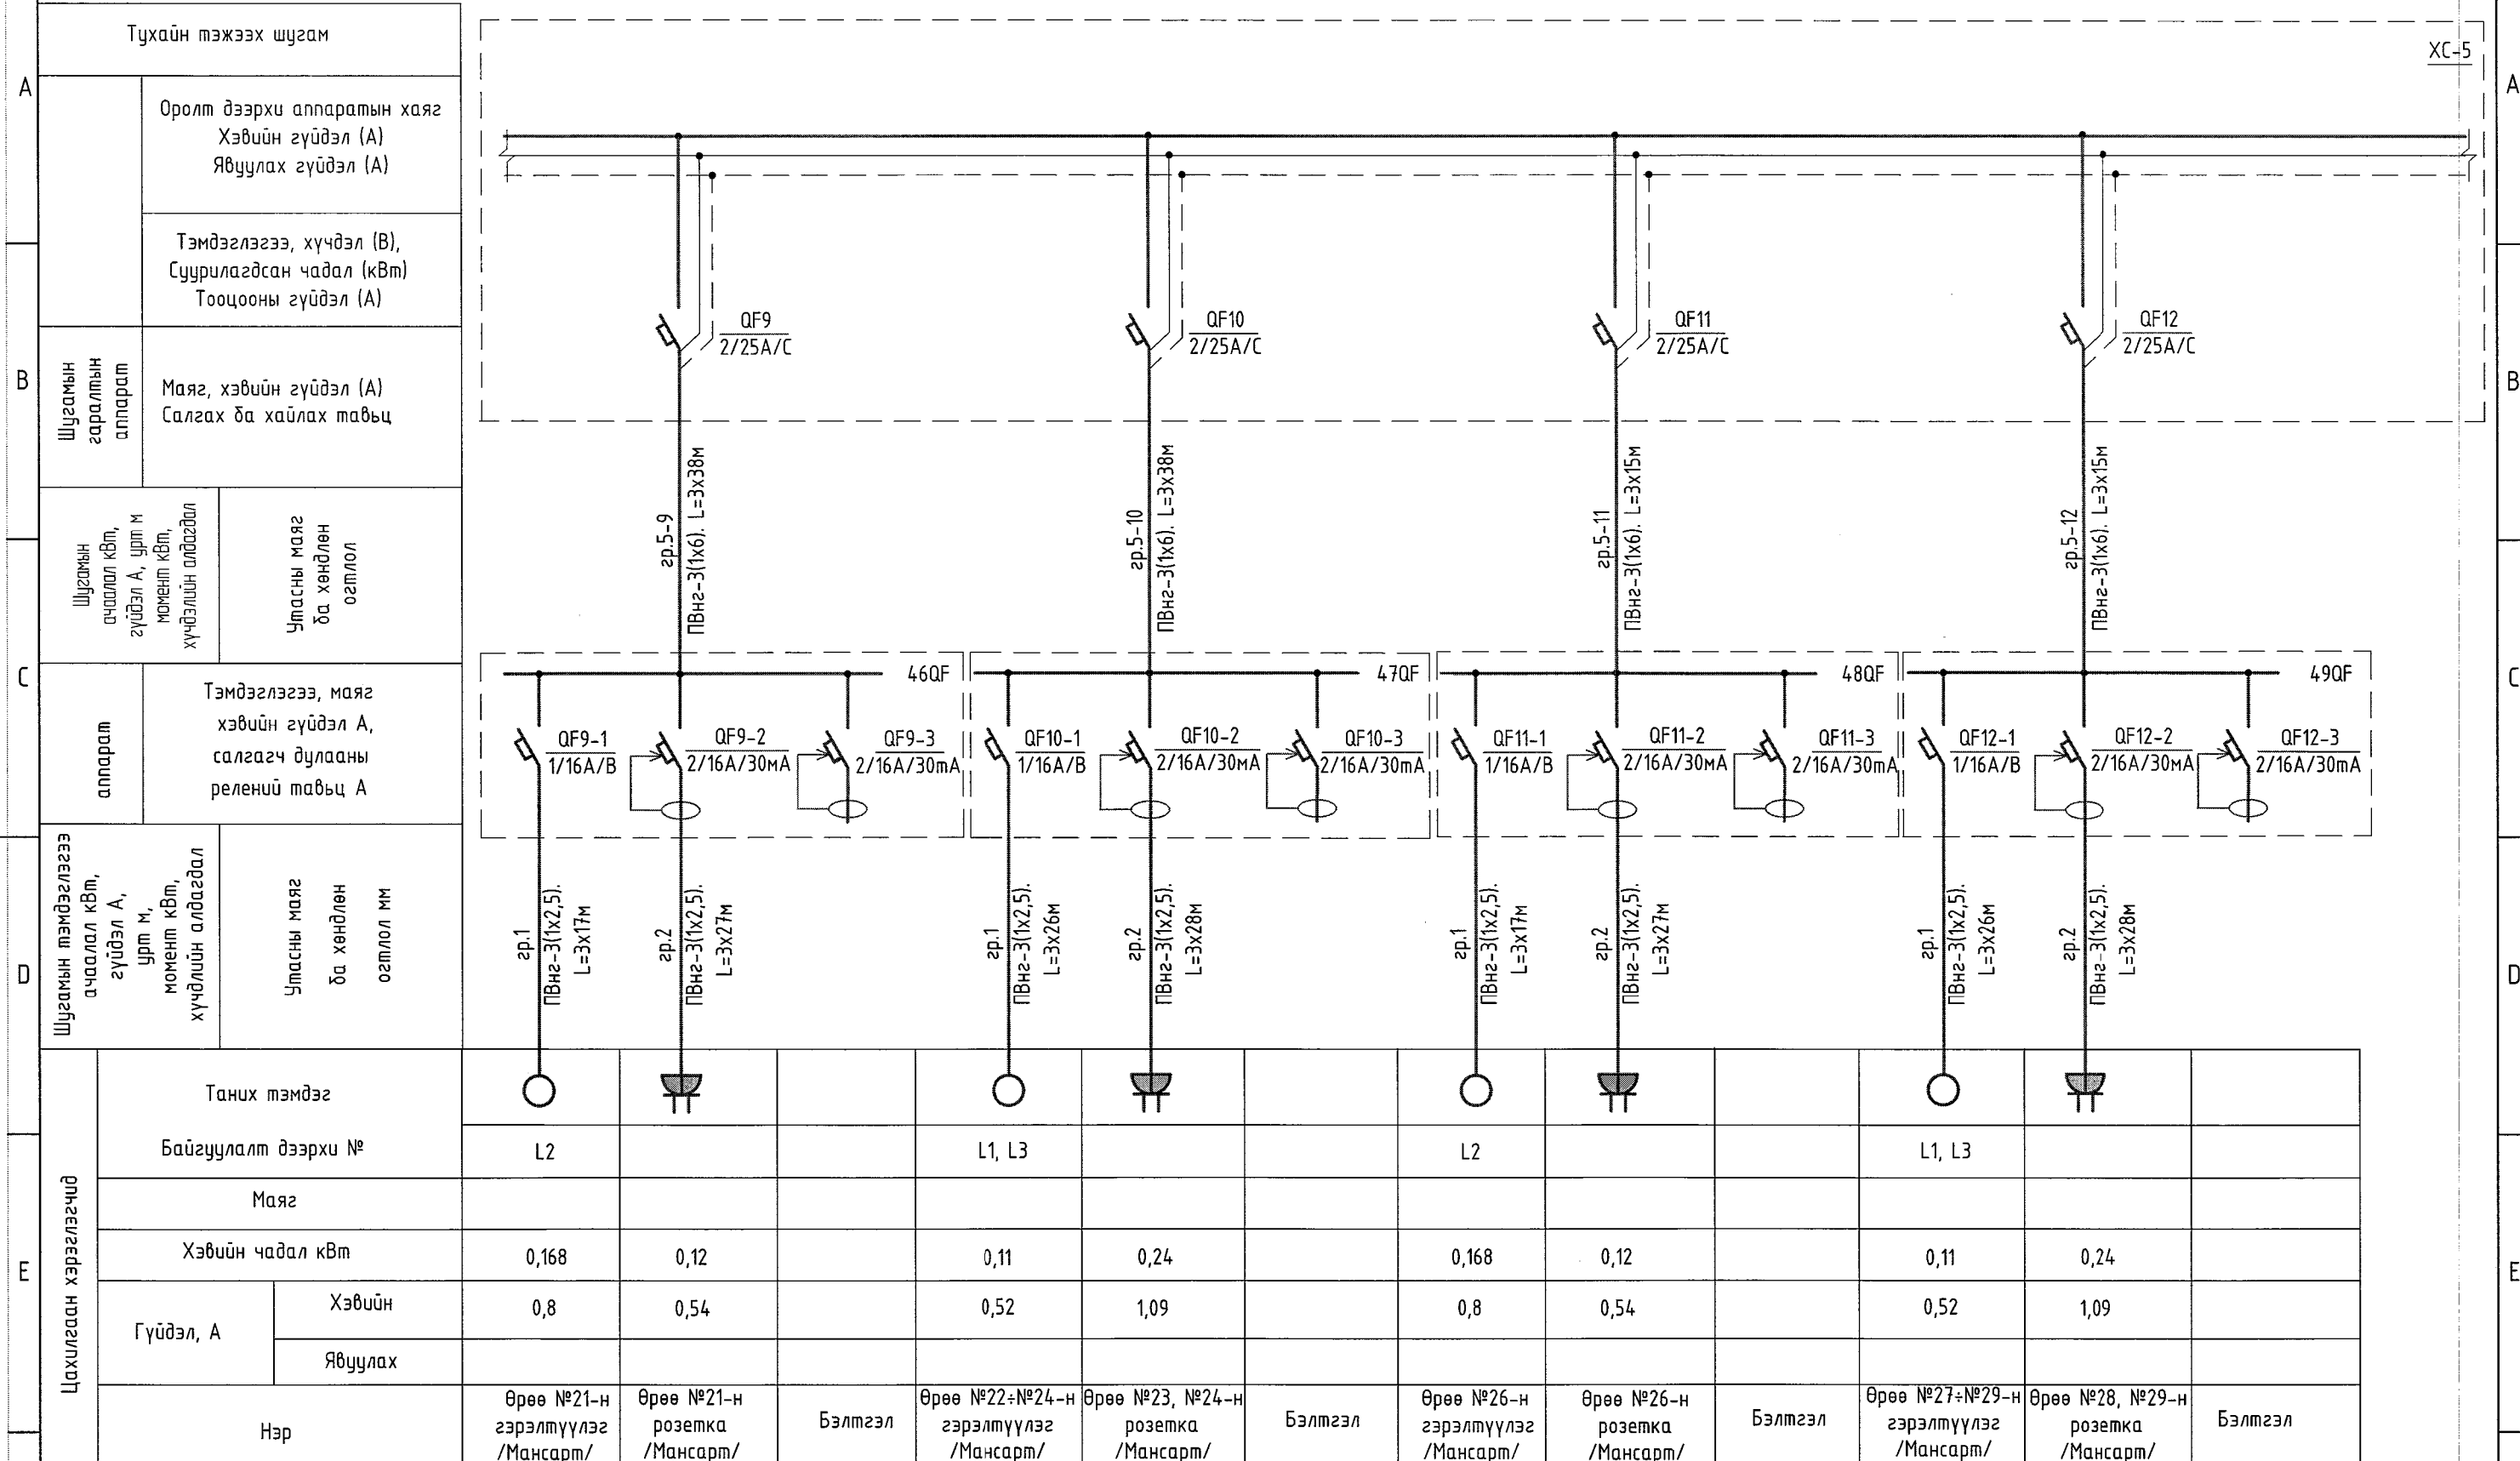 Тухайн тэжээх шугам
ХС-5
A
A
Оролт дээрхи аппаратын хаяг
Хэвийн гүйдэл (А)
Явуулах гүйдэл (А)
Тэмдэглэгээ, хүчдэл (В),
Суурилагдсан чадал (кВт)
Тооцооны гүйдэл (А)
QF9
2/25A/C
QF10
2/25A/C
QF11
2/25A/C
QF12
2/25A/C
B
B
Шугамын
гаралтын
аппарат
Маяг, хэвийн гүйдэл (А)
Салгах ба хайлах тавьц
Шугамын
ачаалал кВт,
гүйдэл А, урт м
момент кВт,
хүчдэлийн алдагдал
Утасны маяг
ба хөндлөн
огтлол
гр.5-9
ПВнг-3(1х6). L=3х38м
гр.5-10
ПВнг-3(1х6). L=3х38м
гр.5-11
ПВнг-3(1х6). L=3х15м
гр.5-12
ПВнг-3(1х6). L=3х15м
C
C
аппарат
Тэмдэглэгээ, маяг
хэвийн гүйдэл А,
салгагч дулааны
релений тавьц А
46QF
47QF
48QF
49QF
QF9-1
1/16A/B
QF9-2
2/16A/30мA
QF9-3
2/16A/30mA
QF10-1
1/16A/B
QF10-2
2/16A/30мA
QF10-3
2/16A/30mA
QF11-1
1/16A/B
QF11-2
2/16A/30мA
QF11-3
2/16A/30mA
QF12-1
1/16A/B
QF12-2
2/16A/30мA
QF12-3
2/16A/30mA
D
D
Шугамын тэмдэглэгээ
ачаалал кВт,
гүйдэл А,
урт м,
момент кВт,
хүчдлийн алдагдал
Утасны маяг
ба хөндлөн
огтлол мм
гр.1
ПВнг-3(1х2,5).
L=3х17м
гр.2
ПВнг-3(1х2,5).
L=3х27м
гр.1
ПВнг-3(1х2,5).
L=3х26м
гр.2
ПВнг-3(1х2,5).
L=3х28м
гр.1
ПВнг-3(1х2,5).
L=3х17м
гр.2
ПВнг-3(1х2,5).
L=3х27м
гр.1
ПВнг-3(1х2,5).
L=3х26м
гр.2
ПВнг-3(1х2,5).
L=3х28м
E
E
Цахилгаан хэрэглэгчид
Таних тэмдэг
Байгуулалт дээрхи № L2 L1, L3 L2 L1, L3
Маяг
Хэвийн чадал кВт 0,168 0,12 0,11 0,24 0,168 0,12 0,11 0,24
Гүйдэл, А
Хэвийн 0,8 0,54 0,52 1,09 0,8 0,54 0,52 1,09
Явуулах
Нэр
Өрөө №21-н
гэрэлтүүлэг
/Мансарт/
Өрөө №21-н
розетка
/Мансарт/
Бэлтгэл
Өрөө №22÷№24-н
гэрэлтүүлэг
/Мансарт/
Өрөө №23, №24-н
розетка
/Мансарт/
Бэлтгэл
Өрөө №26-н
гэрэлтүүлэг
/Мансарт/
Өрөө №26-н
розетка
/Мансарт/
Бэлтгэл
Өрөө №27÷№29-н
гэрэлтүүлэг
/Мансарт/
Өрөө №28, №29-н
розетка
/Мансарт/
Бэлтгэл